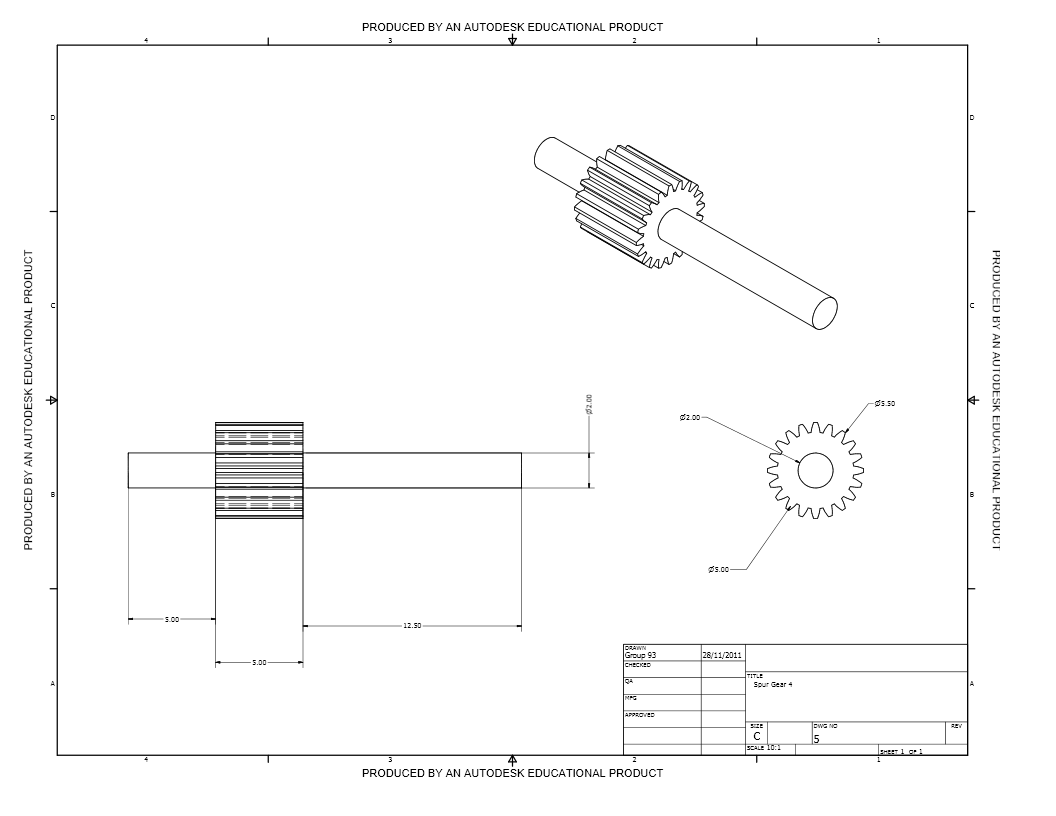 PRODUCED BY AN AUTODESK EDUCATIONAL PRODUCT
4 3 2 1
D D
C C
B B
A A
PRODUCED BY AN AUTODESK EDUCATIONAL PRODUCT
PRODUCED BY AN AUTODESK EDUCATIONAL PRODUCT
Ø2.00
Ø2.00
Ø5.50
Ø5.00
5.00
12.50
5.00
DRAWN
Group 93 28/11/2011
CHECKED
QA
MFG
APPROVED
TITLE
Spur Gear 4
SIZE
C
DWG NO
5
REV
SCALE 10:1
SHEET 1 OF 1
4 3 2 1
PRODUCED BY AN AUTODESK EDUCATIONAL PRODUCT